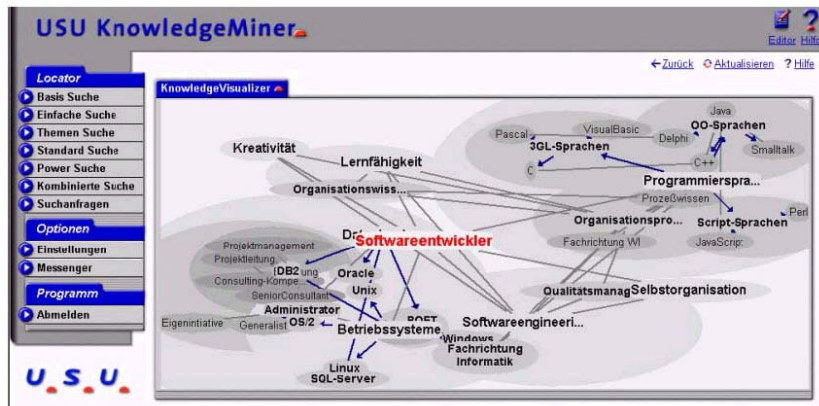 USU KnowledgeMiner
Editor Hilfe
Zurück Aktualisieren ? Hilfe
Locator
Basis Suche
Einfache Suche
Themen Suche
Standard Suche
Power Suche
Kombinierte Suche
Suchanfragen
Optionen
Einstellungen
Messenger
Programm
Abmelden
U_S_U_
KnowledgeVisualizer
Java
Pascal
VisualBasic
Delphi
OO-Sprachen
Kreativität
3GL-Sprachen
Smalltalk
Lernfähigkeit
C
C++
Programmierspra...
Organisationswiss...
Prozeßwissen
Organisationspro...
Script-Sprachen
Perl
Softwareentwickler
Fachrichtung WI
JavaScript
Projektmanagement
Projektleitung,
DB2
Oracle
Consulting-Kompe...
Unix
SeniorConsultant
Qualitätsmanag
Selbstorganisation
Administrator
Eigenintiative
Generalist
OS/2
Betriebssysteme
Softwareengineeri...
Windows
Fachrichtung
Informatik
Linux
SQL-Server